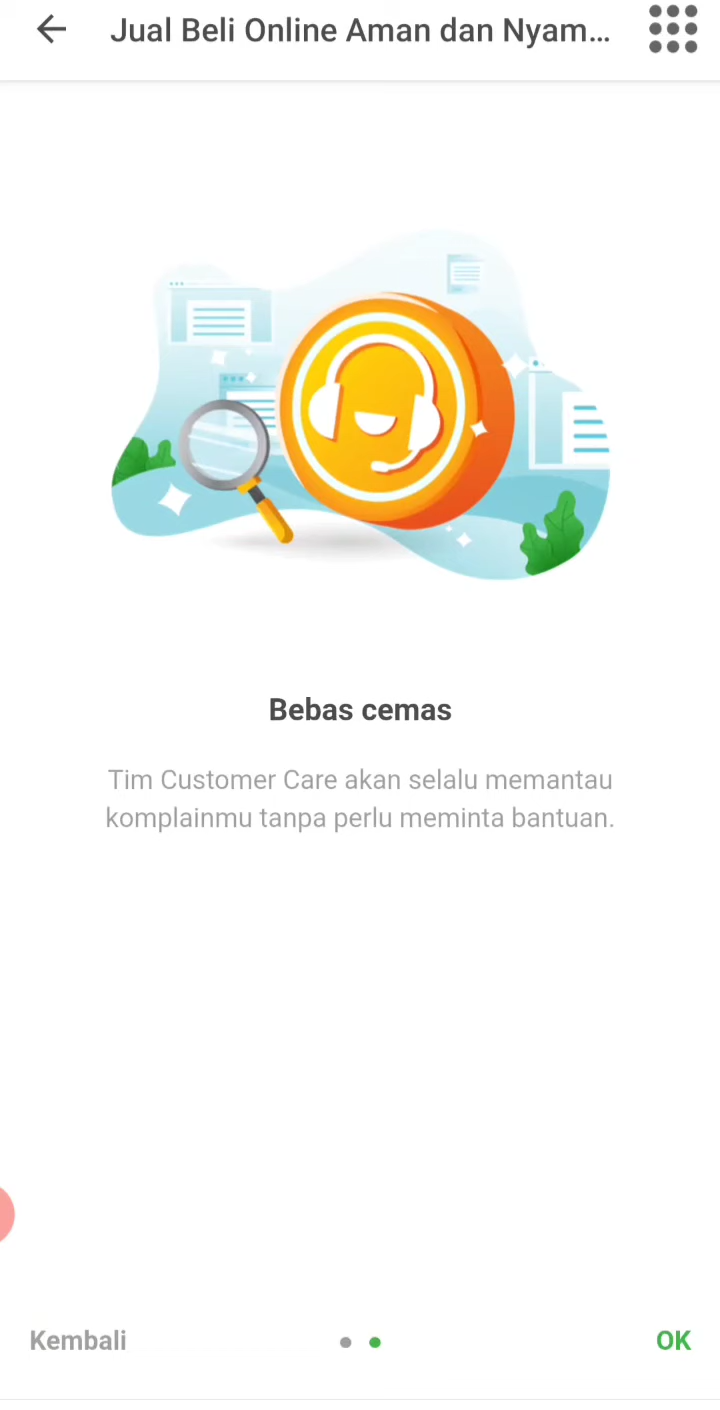 Jual Beli Online Aman dan Nyam...
Bebas cemas
Tim Customer Care akan selalu memantau
komplainmu tanpa perlu meminta bantuan.
Kembali
OK